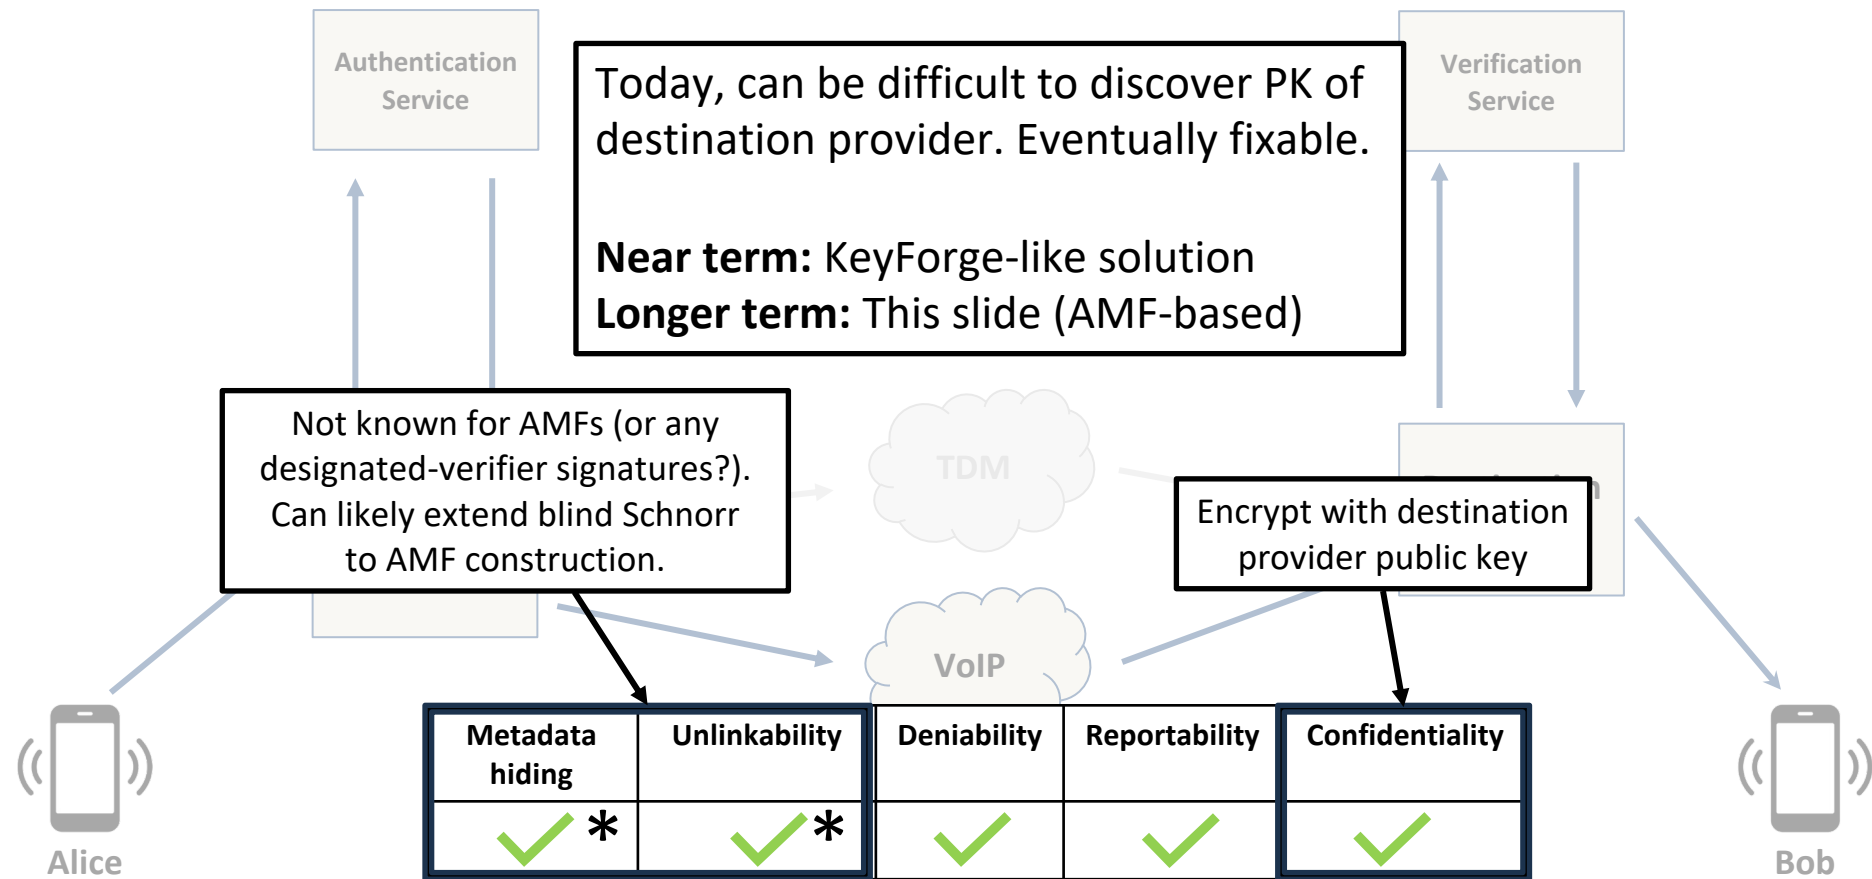 Authentication
Service
Today, can be difficult to discover PK of
destination provider. Eventually fixable.
Near term: KeyForge-like solution
Longer term: This slide (AMF-based)
Verification
Service
Not known for AMFs (or any
designated-verifier signatures?).
Can likely extend blind Schnorr
to AMF construction.
TDM
Encrypt with destination
provider public key
VoIP
Metadata
hiding
Unlinkability
Deniability
Reportability
Confidentiality
*
*
Alice
Bob